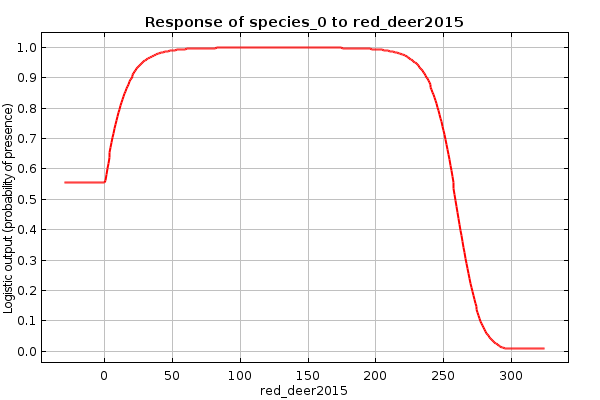 Response of species_0 to red_deer2015
Logistic output (probability of presence)
1.0
0.9
0.8
0.7
0.6
0.5
0.4
0.3
0.2
0.1
0.0
0 50 100 150 200 250 300
red_deer2015